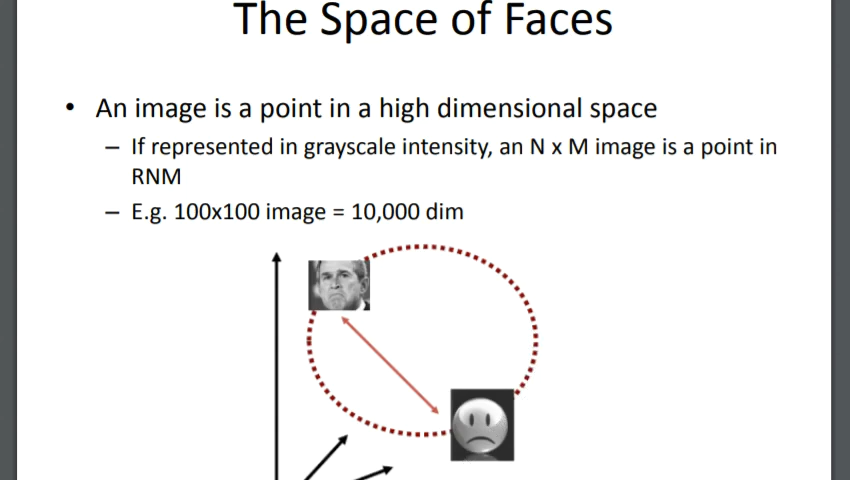 The Space of Faces
• An image is a point in a high dimensional space
– If represented in grayscale intensity, an N x M image is a point in
RNM
– E.g. 100x100 image = 10,000 dim